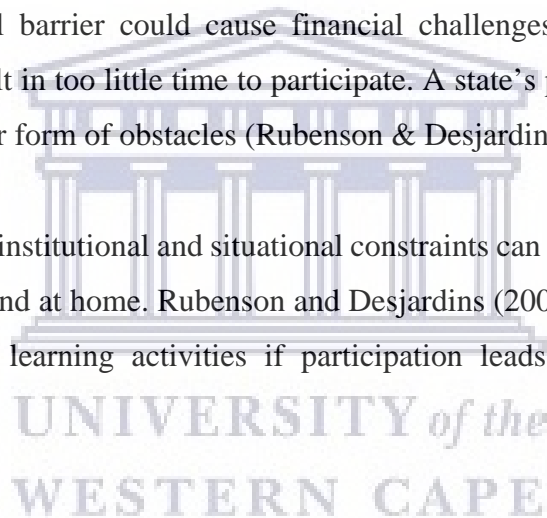 l barrier could cause financial challenges
lt in too little time to participate. A state’s p
r form of obstacles (Rubenson & Desjardin
institutional and situational constraints can
nd at home. Rubenson and Desjardins (200
learning activities if participation leads
UNIVERSITY of the
WESTERN CAPE